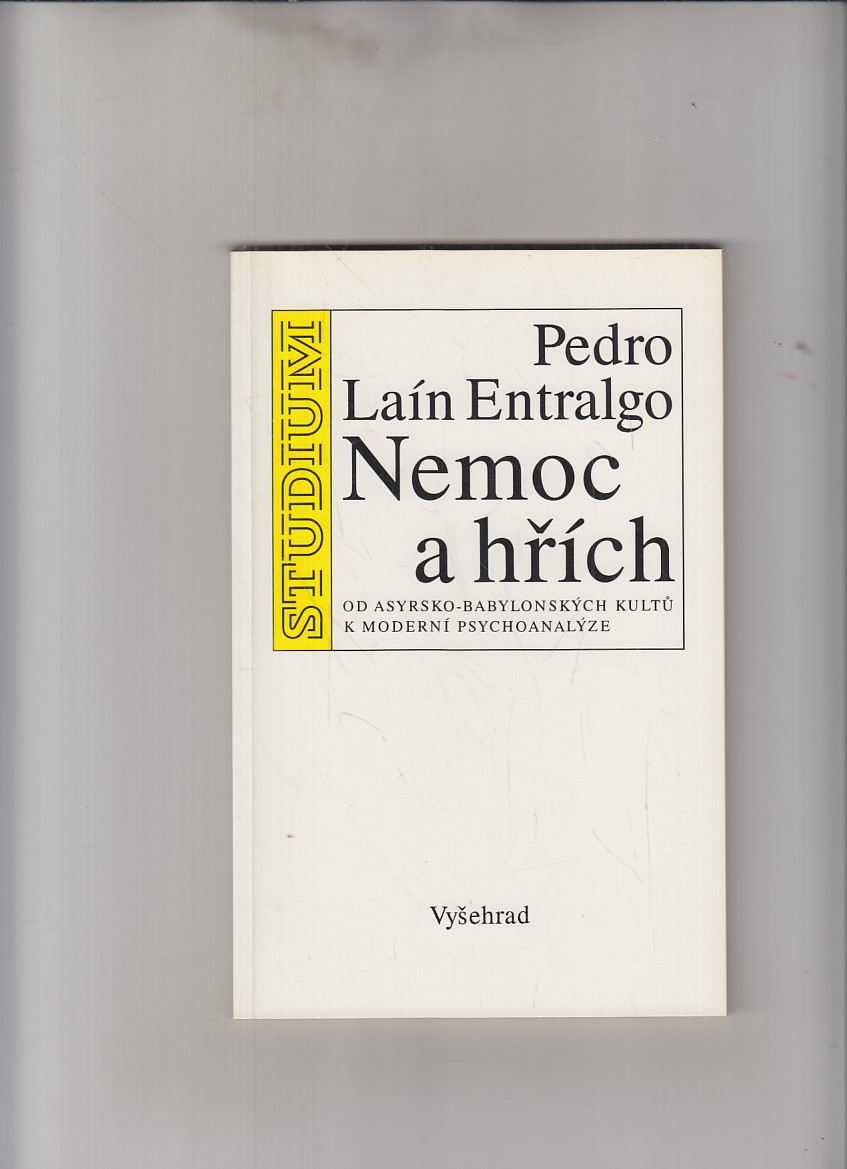 STUDIUM
Pedro
Laín Entralgo
Nemoc
a hřích
OD ASYRSKO-BABYLONSKÝCH KULTŮ
K MODERNÍ PSYCHOANALÝZE
Vyšehrad